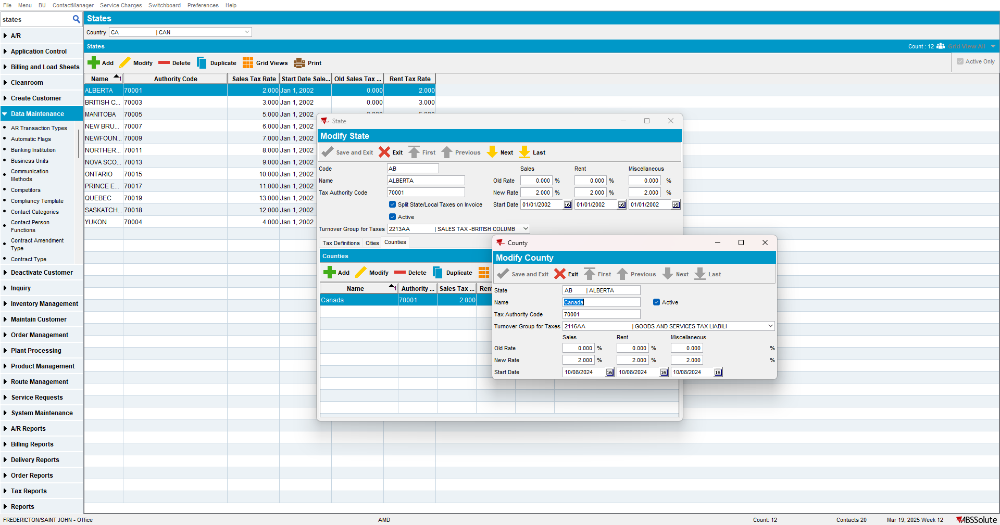 File Menu BU ContactManager Service Charges Switchboard Preferences Help
states
States
Country CA | CAN
States Count : 12 Grid View All
Add Modify Delete Duplicate Grid Views Print Active Only
Name 1 Authority Code Sales Tax Rate Start Date Sale... Old Sales Tax ... Rent Tax Rate
ALBERTA 70001 2.000 Jan 1, 2002 0.000 2.000
BRITISH C... 70003 3.000 Jan 1, 2002 0.000 3.000
MANITOBA 70005 5.000 Jan 1, 2002
NEW BRU... 70007 6.000 Jan 1, 2002
NEWFOUN... 70009 7.000 Jan 1, 2002
NORTHER... 70011 8.000 Jan 1, 2002
NOVA SCO... 70013 9.000 Jan 1, 2002
ONTARIO 70015 10.000 Jan 1, 2002
PRINCE E... 70017 11.000 Jan 1, 2002
QUEBEC 70019 13.000 Jan 1, 2002
SASKATCH... 70018 12.000 Jan 1, 2002
YUKON 70004 4.000 Jan 1, 2002
A/R
Application Control
Billing and Load Sheets
Cleanroom
Create Customer
Data Maintenance
AR Transaction Types
Automatic Flags
Banking Institution
Business Units
Communication
Methods
Competitors
Compliancy Template
Contact Categories
Contact Person
Functions
Contract Amendment
Type
Contract Type
Deactivate Customer
Inquiry
Inventory Management
Maintain Customer
Order Management
Plant Processing
Product Management
Route Management
Service Requests
System Maintenance
A/R Reports
Billing Reports
Delivery Reports
Order Reports
Tax Reports
Reports
State
Modify State
Save and Exit Exit First Previous Next Last
Code AB Sales Rent Miscellaneous
Name ALBERTA Old Rate 0.000 % 0.000 % 0.000 %
Tax Authority Code 70001 New Rate 2.000 % 2.000 % 2.000 %
Split State/Local Taxes on Invoice Start Date 01/01/2002 16 01/01/2002 16 01/01/2002 16
Active
Turnover Group for Taxes 2213AA | SALES TAX -BRITISH COLUMB
Tax Definitions Cities Counties
Counties
Add Modify Delete Duplicate
Name 1 Authority ... Sales Tax ... Rent
Canada 70001 2.000
County
Modify County
Save and Exit Exit First Previous Next Last
State AB | ALBERTA
Name Canada Active
Tax Authority Code 70001
Turnover Group for Taxes 2116AA | GOODS AND SERVICES TAX LIABILI
Sales Rent Miscellaneous
Old Rate 0.000 % 0.000 % 0.000 %
New Rate 2.000 % 2.000 % 2.000 %
Start Date 10/08/2024 16 10/08/2024 16 10/08/2024 16
FREDERICTON/SAINT JOHN - Office AMD Count: 12 Contacts 20 Mar 19, 2025 Week 12 ABSSolute